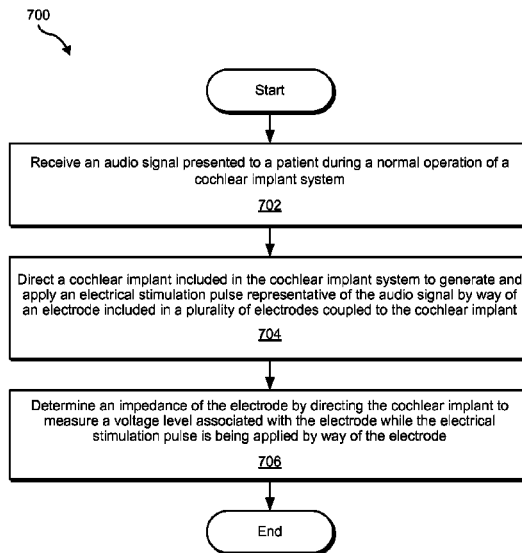 700
Start
Receive an audio signal presented to a patient during a normal operation of a
cochlear implant system
702
Direct a cochlear implant included in the cochlear implant system to generate and
apply an electrical stimulation pulse representative of the audio signal by way of
an electrode included in a plurality of electrodes coupled to the cochlear implant
704
Determine an impedance of the electrode by directing the cochlear implant to
measure a voltage level associated with the electrode while the electrical
stimulation pulse is being applied by way of the electrode
706
End